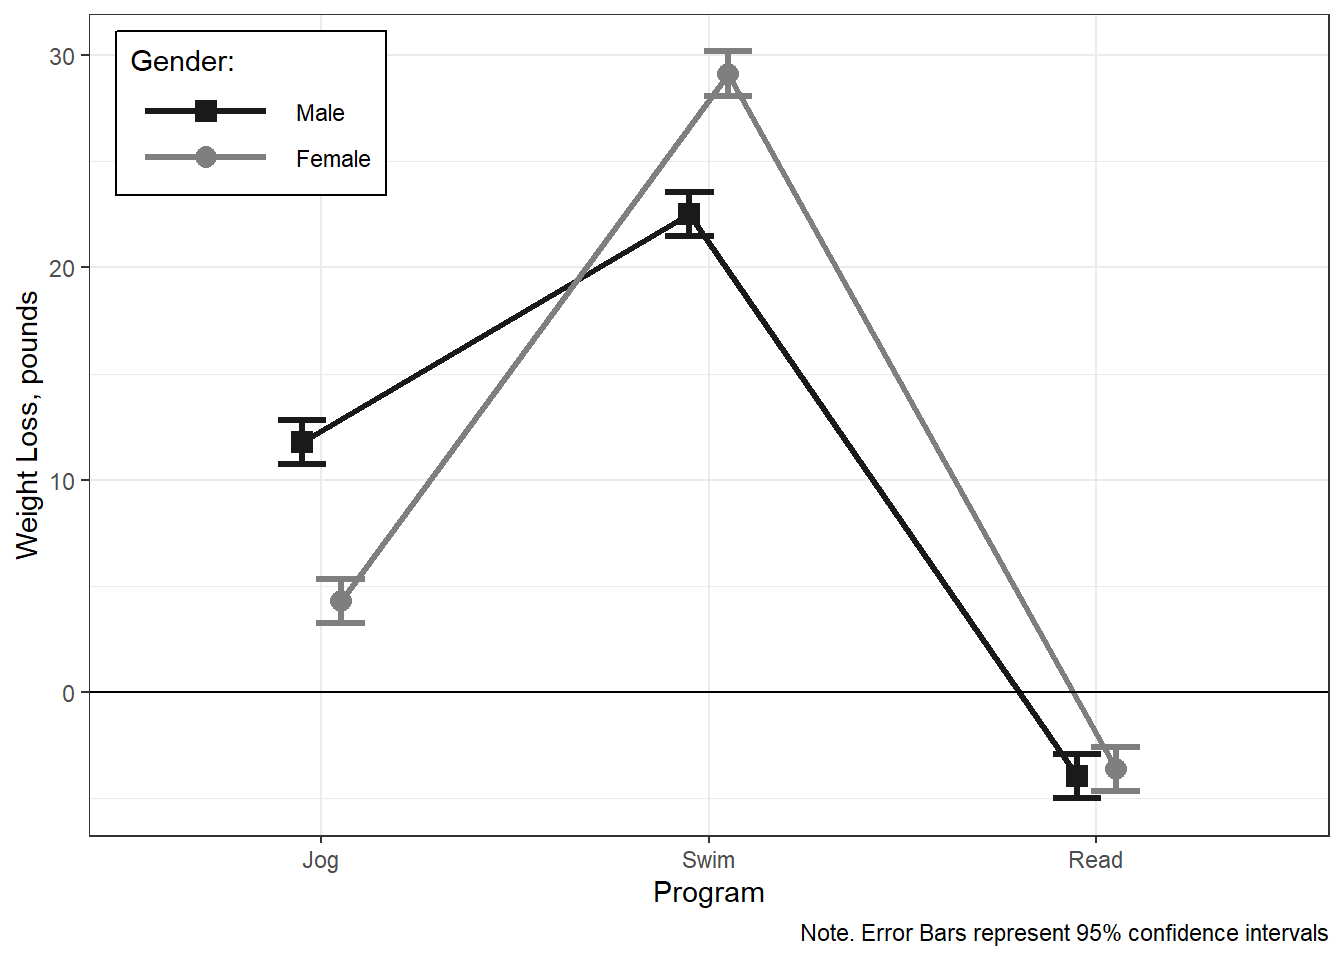 Gender:
Male
Female
30
20
10
0
Weight Loss, pounds
Jog Swim Read
Program
Note. Error Bars represent 95% confidence intervals